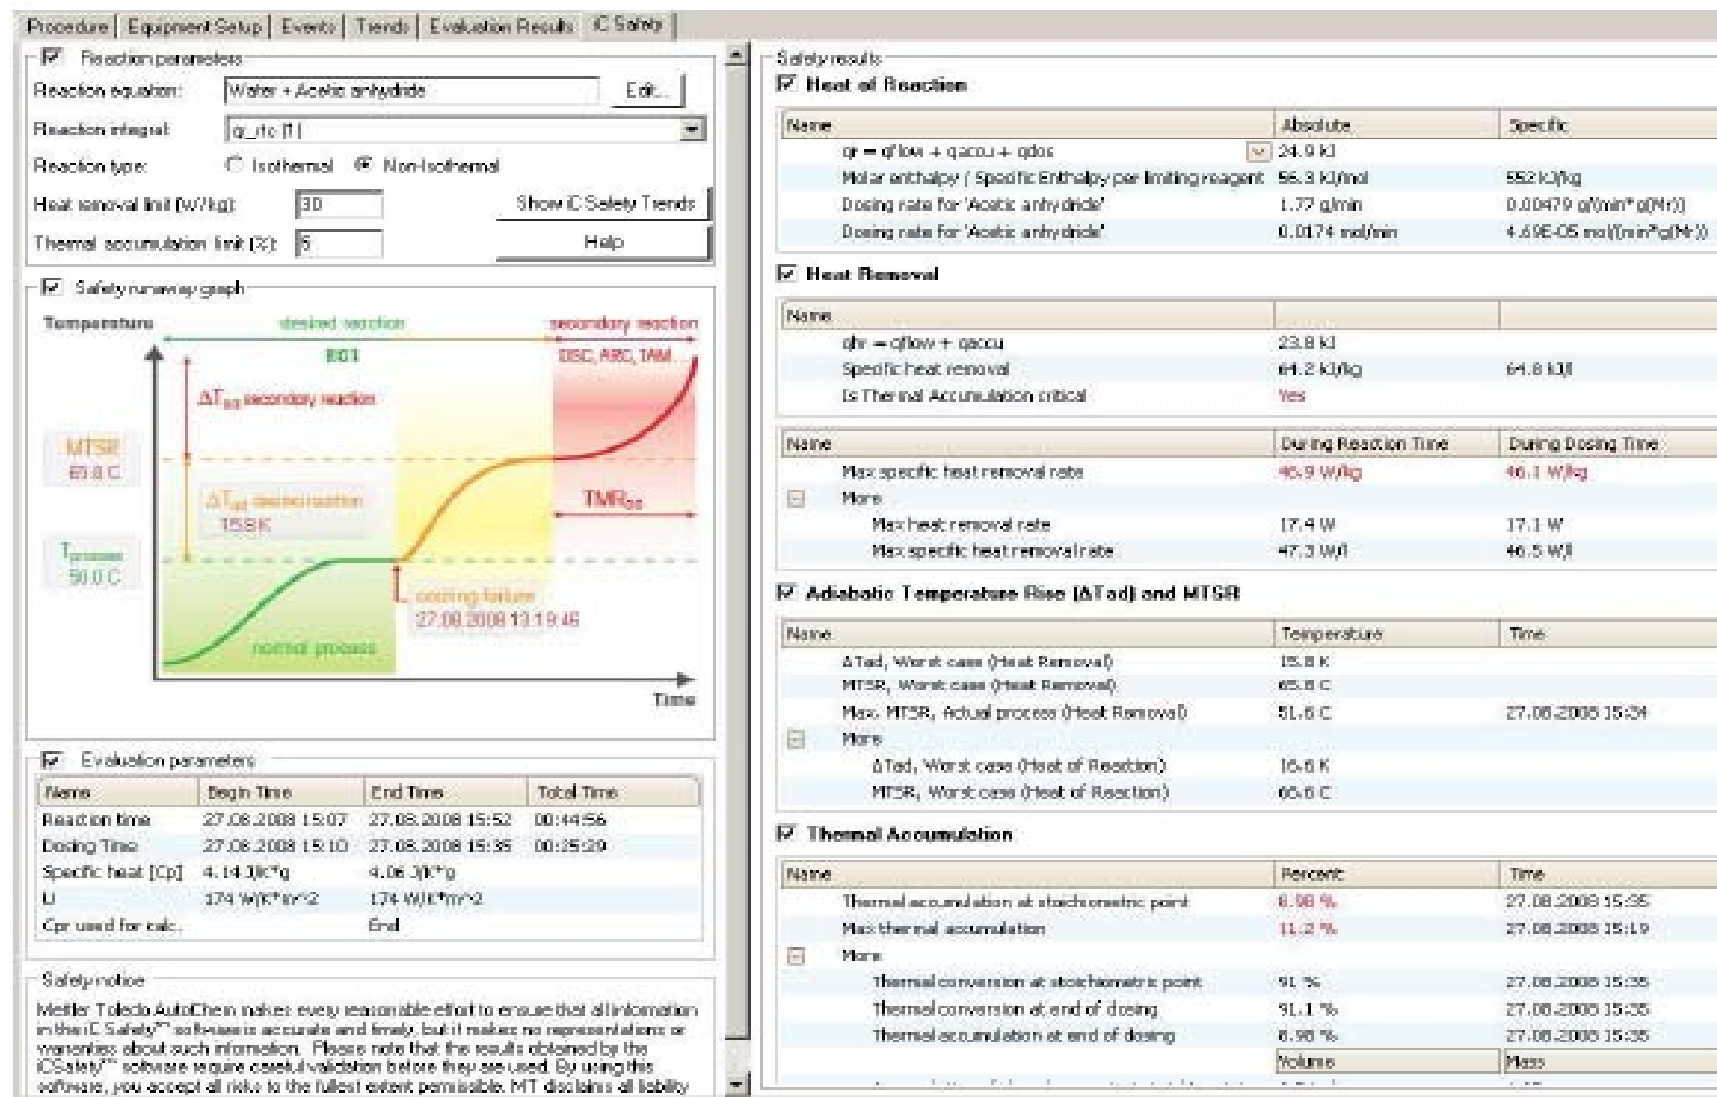 Procedure Equipment Setup Events Trends Evaluation Results iC Safety
Reaction parameters
Reaction equation: Water + Acetic anhydride Edit...
Reaction integral:
Reaction type: Isothermal Non-Isothermal
Heat removal limit (W/kg): 30 Show iC Safety Trends
Thermal accumulation limit (%): 5 Help
Safety runaway graph
Temperature desired reaction secondary reaction
DSC, ARC, TAM...
secondary reaction
MTSR
desired reaction
15.8 K
TMRad
Tprocess
50.0 C
cooling failure
27.08.2008 13:19:46
normal process
Time
Evaluation parameters
Name Begin Time End Time Total Time
Reaction time 27.08.2008 15:07 27.08.2008 15:52 00:44:56
Dosing Time 27.08.2008 15:10 27.08.2008 15:35 00:25:29
Specific heat [Cp] 4.14 J/K*g 4.06 J/K*g
U 174 W/K*m^2 174 W/K*m^2
Cpr used for calc. End
Safety notice
Mettler Toledo AutoChem makes every reasonable effort to ensure that all information
in the iC Safety™ software is accurate and timely, but it makes no representations or
warranties about such information. Please note that the results obtained by the
iCSafety™ software require careful validation before they are used. By using this
software, you accept all risks to the fullest extent permissible. MT disclaims all liability
Safety results
Heat of Reaction
Name Absolute Specific
qr = qflow + qaccu + qdos 24.9 kJ
Molar enthalpy / Specific Enthalpy per limiting reagent 56.3 kJ/mol 552 kJ/kg
Dosing rate for 'Acetic anhydride' 1.77 g/min 0.00479 g/(min*g(Mr))
Dosing rate for 'Acetic anhydride' 0.0174 mol/min 4.69E-05 mol/(min*g(Mr))
Heat Removal
Name
qhr = qflow + qaccu 23.8 kJ
Specific heat removal 64.2 kJ/kg 64.8 kJ/l
Is Thermal Accumulation critical Yes
Name During Reaction Time During Dosing Time
Max specific heat removal rate 46.9 W/kg 46.1 W/kg
More
Max heat removal rate 17.4 W 17.1 W
Max specific heat removal rate 47.3 W/l 46.5 W/l
Adiabatic Temperature Rise (ΔTad) and MTSR
Name Temperature Time
ΔTad, Worst case (Heat Removal) 15.8 K
MTSR, Worst case (Heat Removal) 65.8 C
Max. MTSR, Actual process (Heat Removal) 51.6 C 27.08.2008 15:34
More
ΔTad, Worst case (Heat of Reaction) 16.6 K
MTSR, Worst case (Heat of Reaction) 66.6 C
Thermal Accumulation
Name Percent Time
Thermal accumulation at stoichiometric point 8.98 % 27.08.2008 15:35
Max thermal accumulation 11.2 % 27.08.2008 15:19
More
Thermal conversion at stoichiometric point 91 % 27.08.2008 15:35
Thermal conversion at end of dosing 91.1 % 27.08.2008 15:35
Thermal accumulation at end of dosing 8.98 % 27.08.2008 15:35
Volume Mass